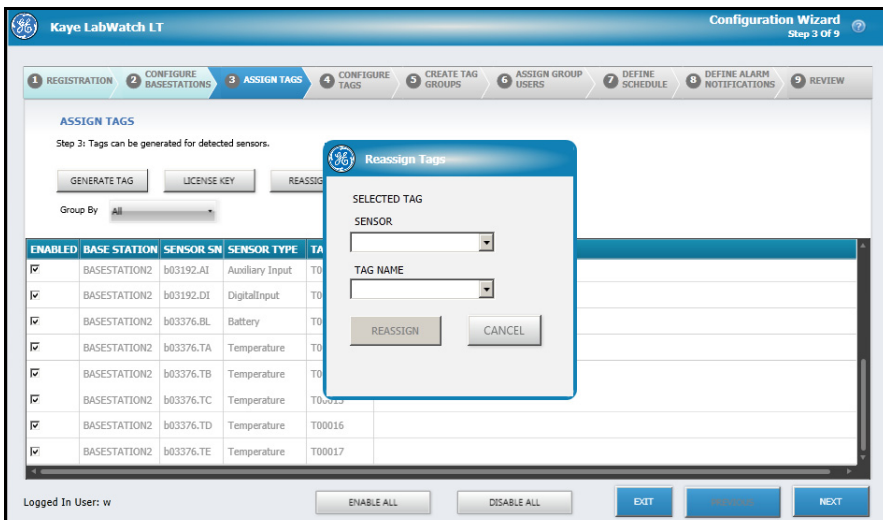 Kaye LabWatch LT
Configuration Wizard
Step 3 Of 9
1 REGISTRATION 2 CONFIGURE BASESTATIONS 3 ASSIGN TAGS 4 CONFIGURE TAGS 5 CREATE TAG GROUPS 6 ASSIGN GROUP USERS 7 DEFINE SCHEDULE 8 DEFINE ALARM NOTIFICATIONS 9 REVIEW
ASSIGN TAGS
Step 3: Tags can be generated for detected sensors.
GENERATE TAG LICENSE KEY REASSIG
Group By All
Reassign Tags
SELECTED TAG
SENSOR
TAG NAME
REASSIGN CANCEL
ENABLED BASE STATION SENSOR SN SENSOR TYPE TA
BASESTATION2 b03192.AI Auxiliary Input T0
BASESTATION2 b03192.DI DigitalInput T0
BASESTATION2 b03376.BL Battery T0
BASESTATION2 b03376.TA Temperature T0
BASESTATION2 b03376.TB Temperature T0
BASESTATION2 b03376.TC Temperature T00015
BASESTATION2 b03376.TD Temperature T00016
BASESTATION2 b03376.TE Temperature T00017
Logged In User: w
ENABLE ALL DISABLE ALL EXIT NEXT